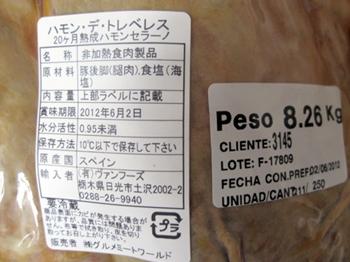 ハモン・デ・トレベレス
20ヶ月熟成ハモンセラーノ
名称 非加熱食肉製品
原材料 豚後脚(腿肉),食塩(海塩)
内容量 上部ラベルに記載
賞味期限 2012年6月2日
水分活性 0.95未満
保存方法 10℃以下で保存して下さい
原産国 スペイン
輸入者 (有)ヴァンフーズ
栃木県日光市土沢2002-2
0288-26-9940
要冷蔵
販売者 ㈱グルメミートワールド
プラ
Peso 8.26 Kg
CLIENTE: 3145
LOTE: F-17809
FECHA CON.PREF:02/06/2012
UNIDAD/CANT:
250